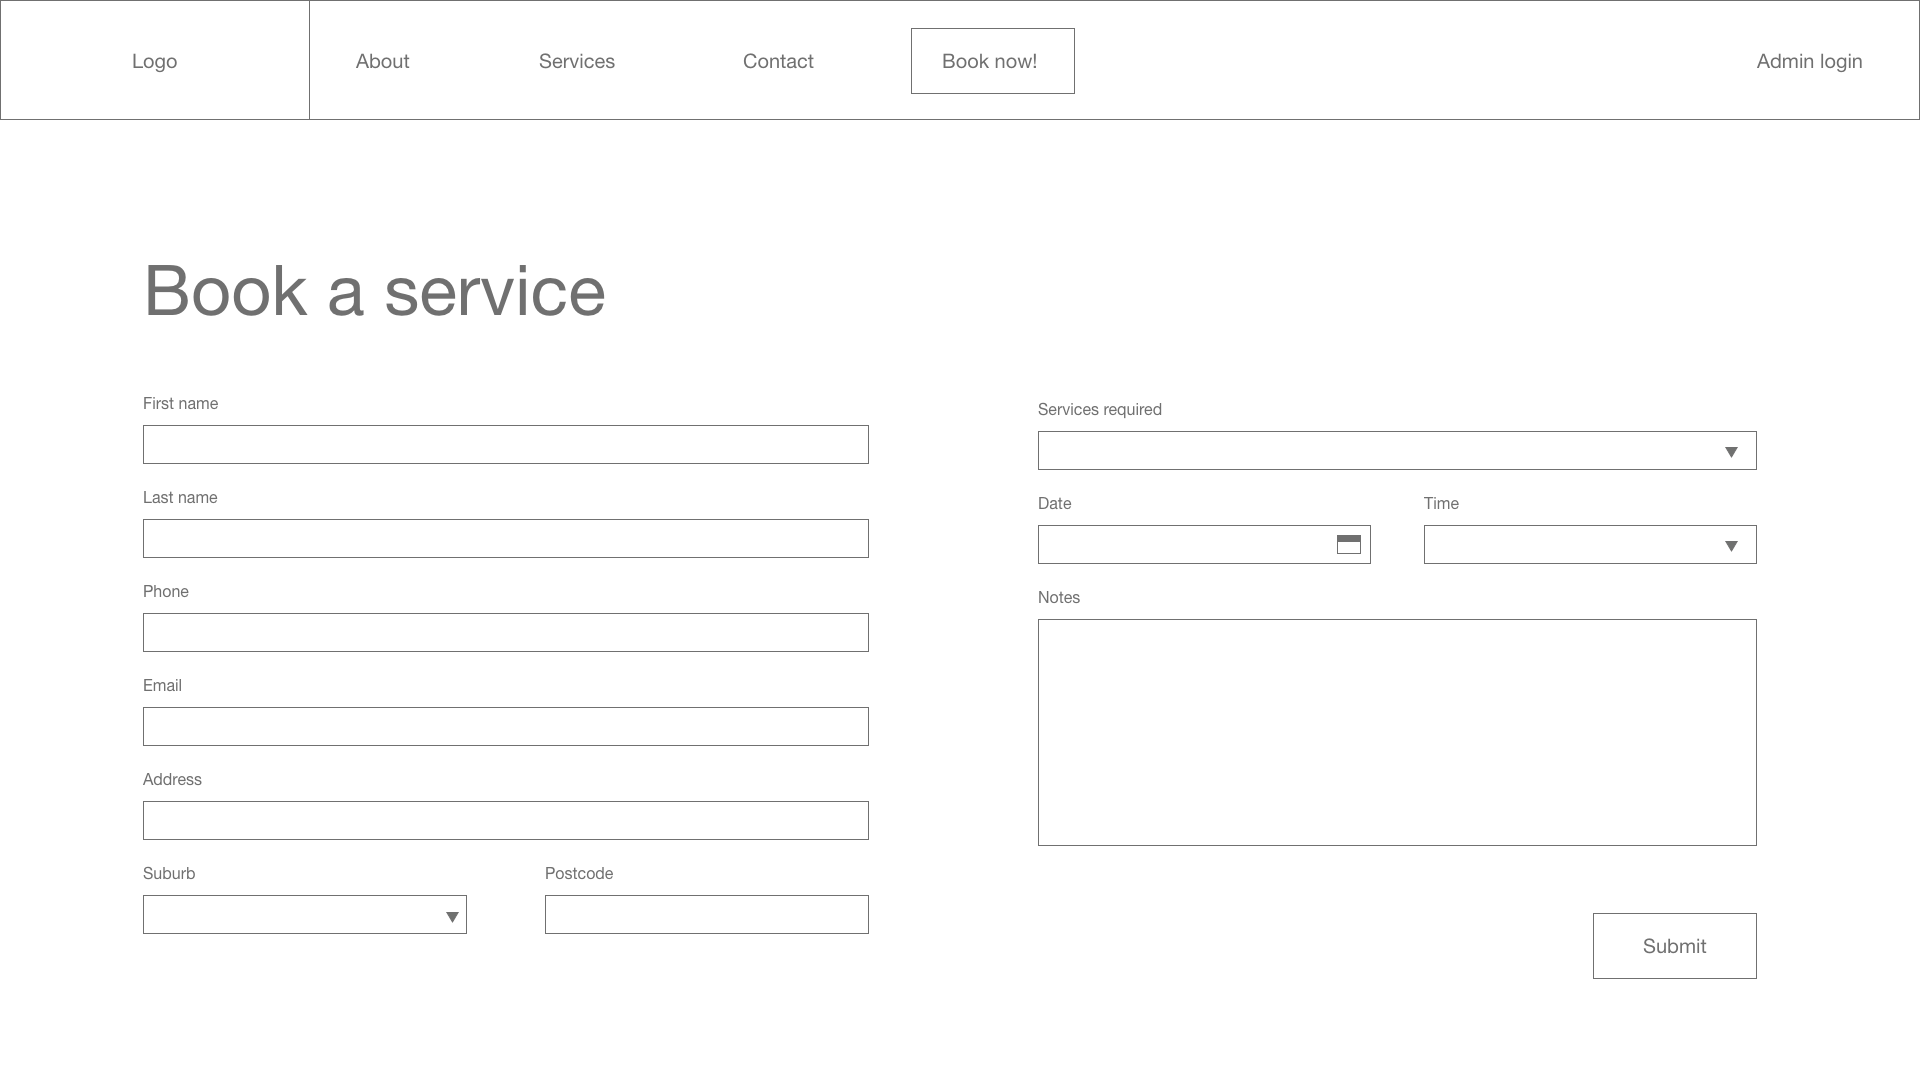 Logo
About
Services
Contact
Book now!
Admin login
Book a service
First name
Last name
Phone
Email
Address
Suburb
Postcode
Services required
Date
Time
Notes
Submit